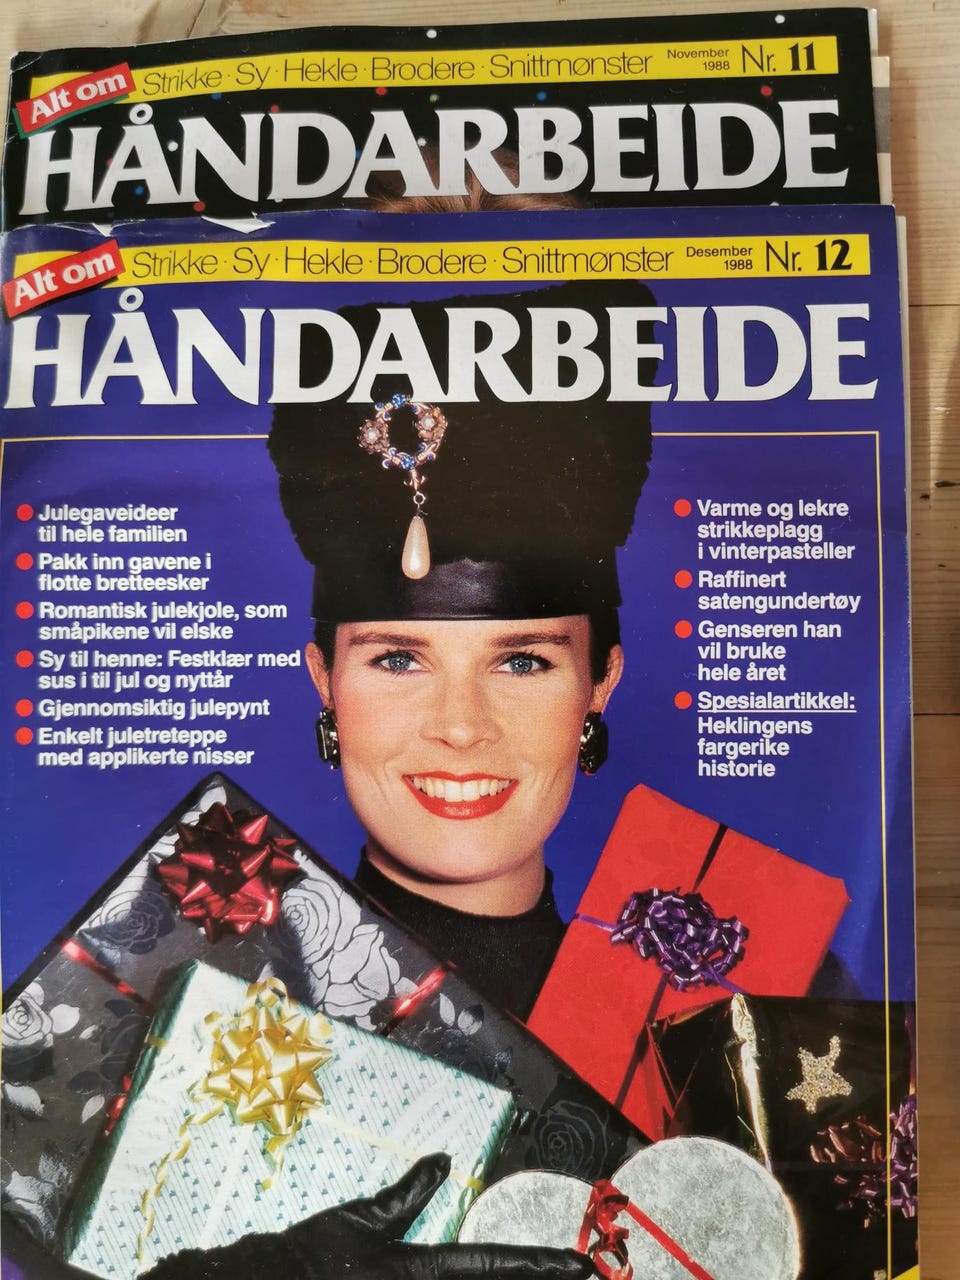 Alt om
Strikke · Sy · Hekle · Brodere · Snittmønster
November
1988
Nr. 11
HÅNDARBEIDE
Alt om
Strikke · Sy · Hekle · Brodere · Snittmønster
Desember
1988
Nr. 12
HÅNDARBEIDE
Julegaveideer
til hele familien
Pakk inn gavene i
flotte bretteesker
Romantisk julekjole, som
småpikene vil elske
Sy til henne: Festklær med
sus i til jul og nyttår
Gjennomsiktig julepynt
Enkelt juletreteppe
med applikerte nisser
Varme og lekre
strikkeplagg
i vinterpasteller
Raffinert
satengundertøy
Genseren han
vil bruke
hele året
Spesialartikkel:
Heklingens
fargerike
historie